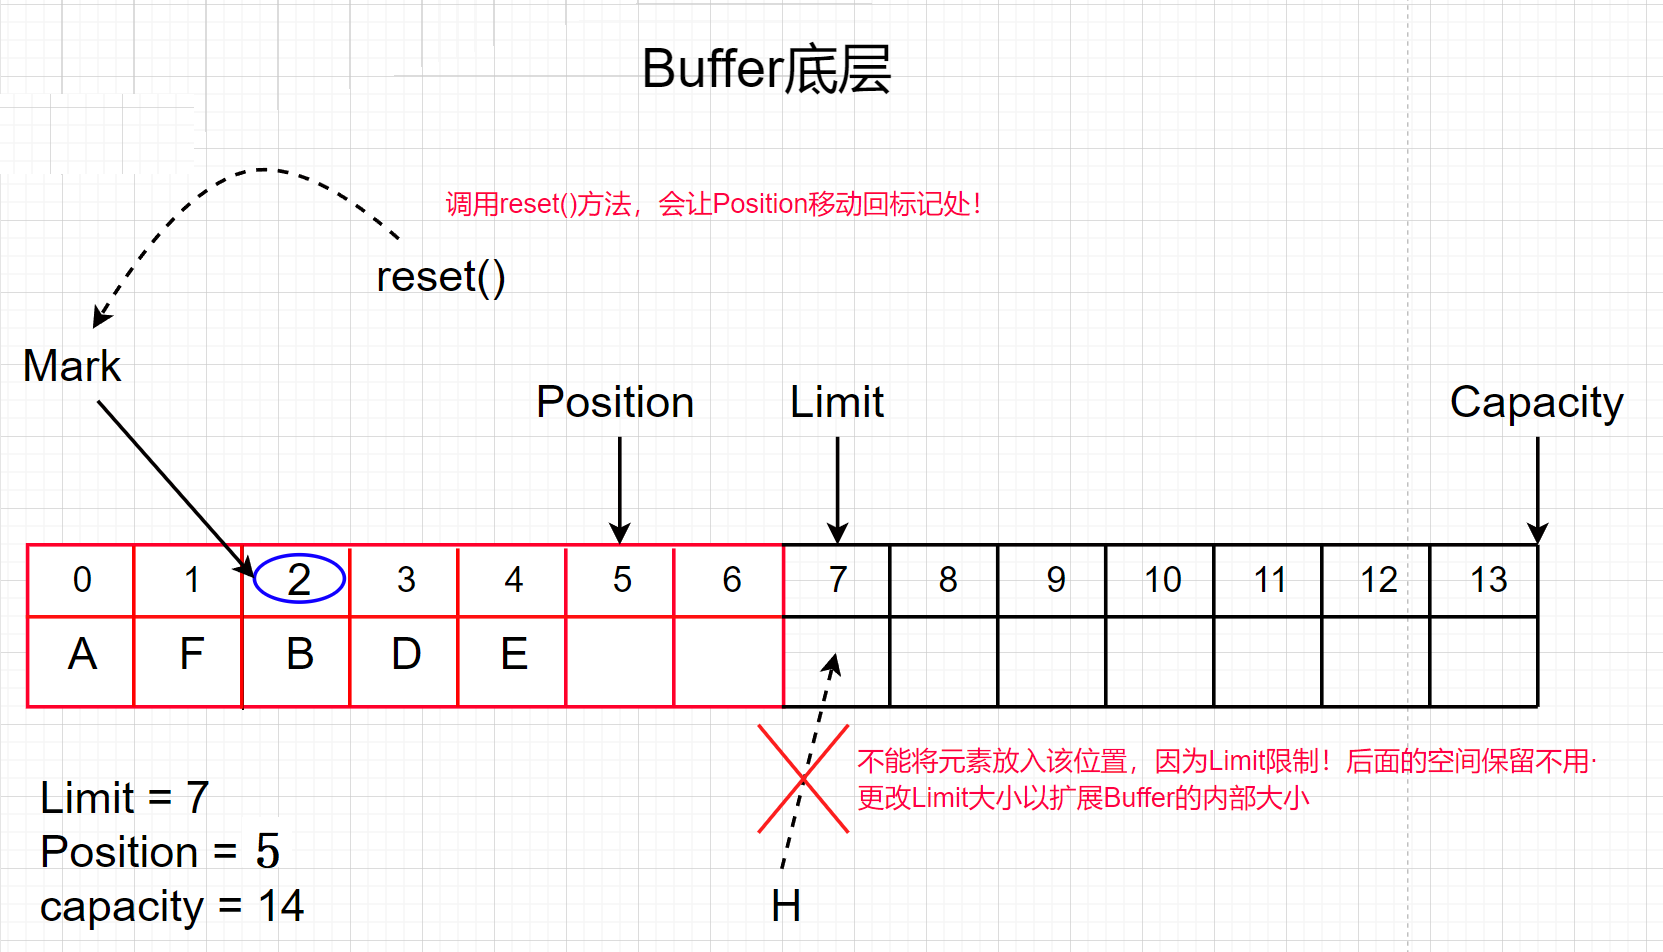 Buffer底层
调用reset()方法，会让Position移动回标记处！
reset()
Mark
Position
Limit
Capacity
0 1 2 3 4 5 6 7 8 9 10 11 12 13
A F B D E
不能将元素放入该位置，因为Limit限制！后面的空间保留不用·
更改Limit大小以扩展Buffer的内部大小
Limit = 7
Position = 5
capacity = 14
H